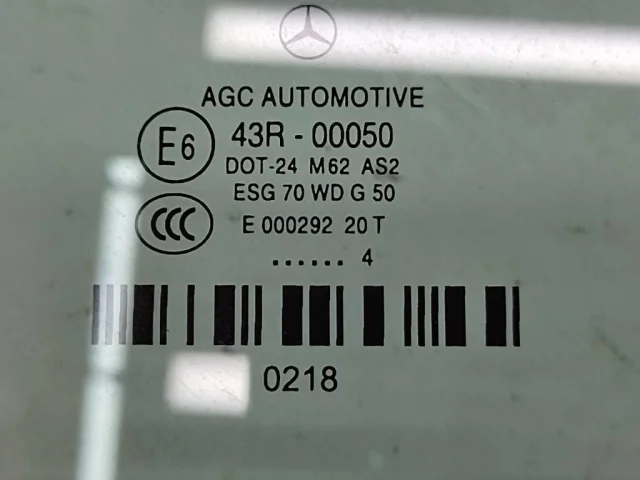 AGC AUTOMOTIVE
E6 43R - 00050
DOT-24 M62 AS2
ESG 70 WD G 50
CCC E 000292 20 T
...... 4
0218